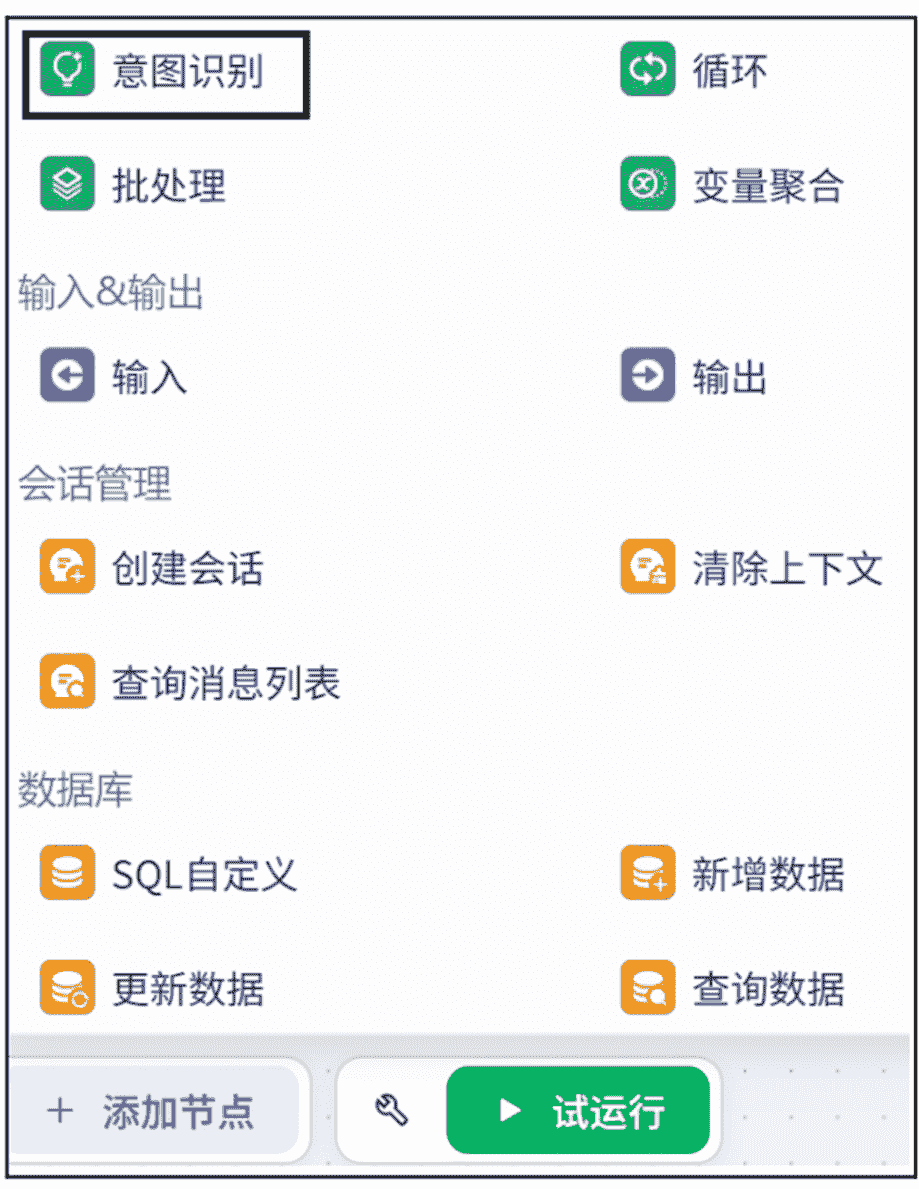 意图识别 循环
批处理 变量聚合
输入&输出
输入 输出
会话管理
创建会话 清除上下文
查询消息列表
数据库
SQL自定义 新增数据
更新数据 查询数据
+ 添加节点 试运行